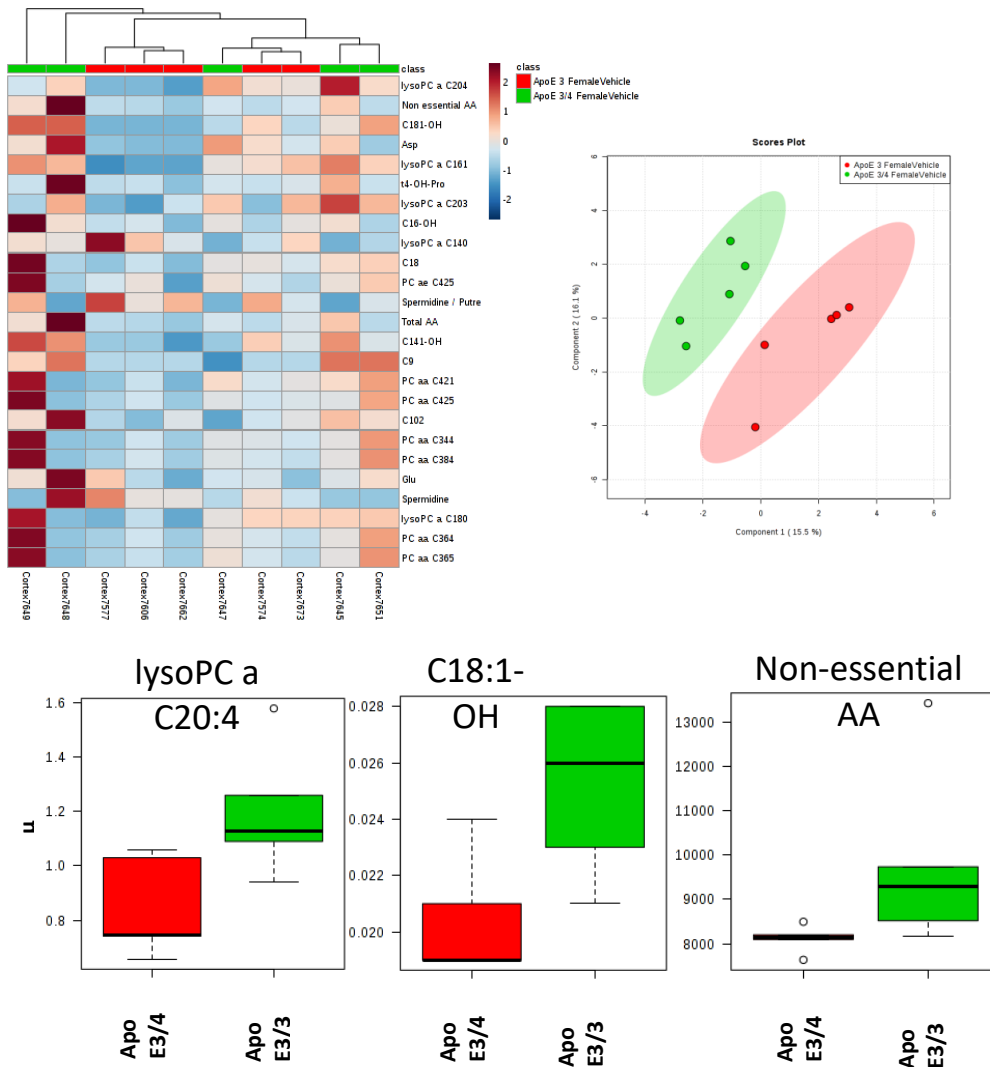 class
class
ApoE 3 FemaleVehicle
ApoE 3/4 FemaleVehicle
2
1
0
-1
-2
lysoPC a C204
Non essential AA
C181-OH
Asp
lysoPC a C161
t4-OH-Pro
lysoPC a C203
C16-OH
lysoPC a C140
C18
PC ae C425
Spermidine / Putre
Total AA
C141-OH
C9
PC aa C421
PC aa C425
C102
PC aa C344
PC aa C384
Glu
Spermidine
lysoPC a C180
PC aa C364
PC aa C365
Cortex7649
Cortex7648
Cortex7577
Cortex7606
Cortex7662
Cortex7647
Cortex7574
Cortex7673
Cortex7645
Cortex7651
Scores Plot
ApoE 3 FemaleVehicle
ApoE 3/4 FemaleVehicle
Component 2 ( 16.1 %)
6
4
2
0
-2
-4
-6
-4
-2
0
2
4
6
Component 1 ( 15.5 %)
lysoPC a
C20:4
1.6
1.4
1.2
1.0
0.8
Apo
E3/4
Apo
E3/3
C18:1-
OH
0.028
0.026
0.024
0.022
0.020
Apo
E3/4
Apo
E3/3
Non-essential
AA
13000
12000
11000
10000
9000
8000
Apo
E3/4
Apo
E3/3